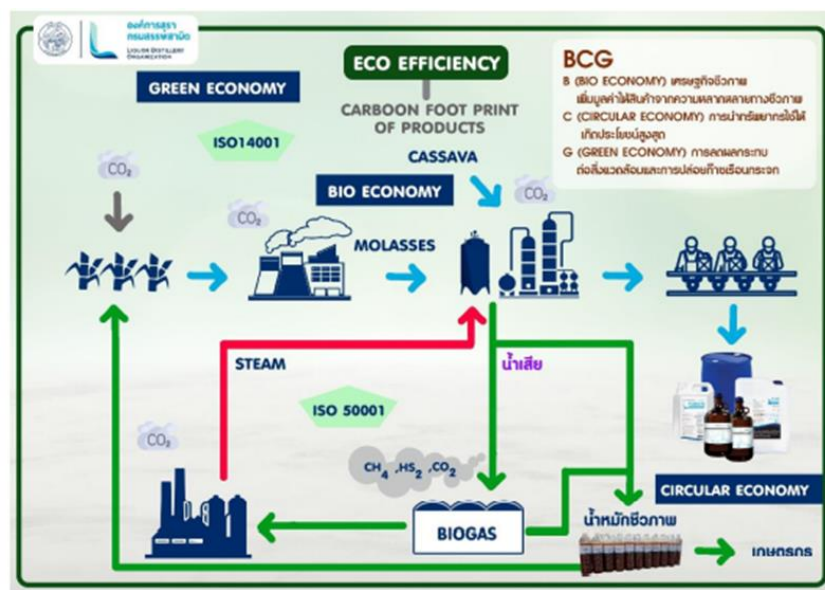 องค์การสุรา
กรมสรรพสามิต
LIQUOR DISTILLERY
ORGANIZATION
GREEN ECONOMY
ECO EFFICIENCY
CARBOON FOOT PRINT
OF PRODUCTS
BCG
B (BIO ECONOMY) เศรษฐกิจชีวภาพ
เพิ่มมูลค่าให้สินค้าจากความหลากหลายทางชีวภาพ
C (CIRCULAR ECONOMY) การนำทรัพยากรใช้ให้
เกิดประโยชน์สูงสุด
G (GREEN ECONOMY) การลดผลกระทบ
ต่อสิ่งแวดล้อมและการปล่อยก๊าซเรือนกระจก
ISO14001
CASSAVA
CO2
BIO ECONOMY
CO2
CO2
MOLASSES
STEAM
น้ำเสีย
ISO 50001
CO2
CH4 ,HS2 ,CO2
CIRCULAR ECONOMY
BIOGAS
น้ำหมักชีวภาพ
เกษตรกร